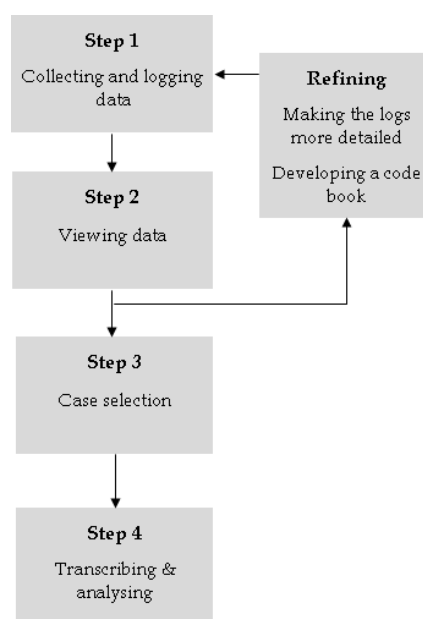 Step 1
Collecting and logging
data
Refining
Making the logs
more detailed
Developing a code
book
Step 2
Viewing data
Step 3
Case selection
Step 4
Transcribing &
analysing